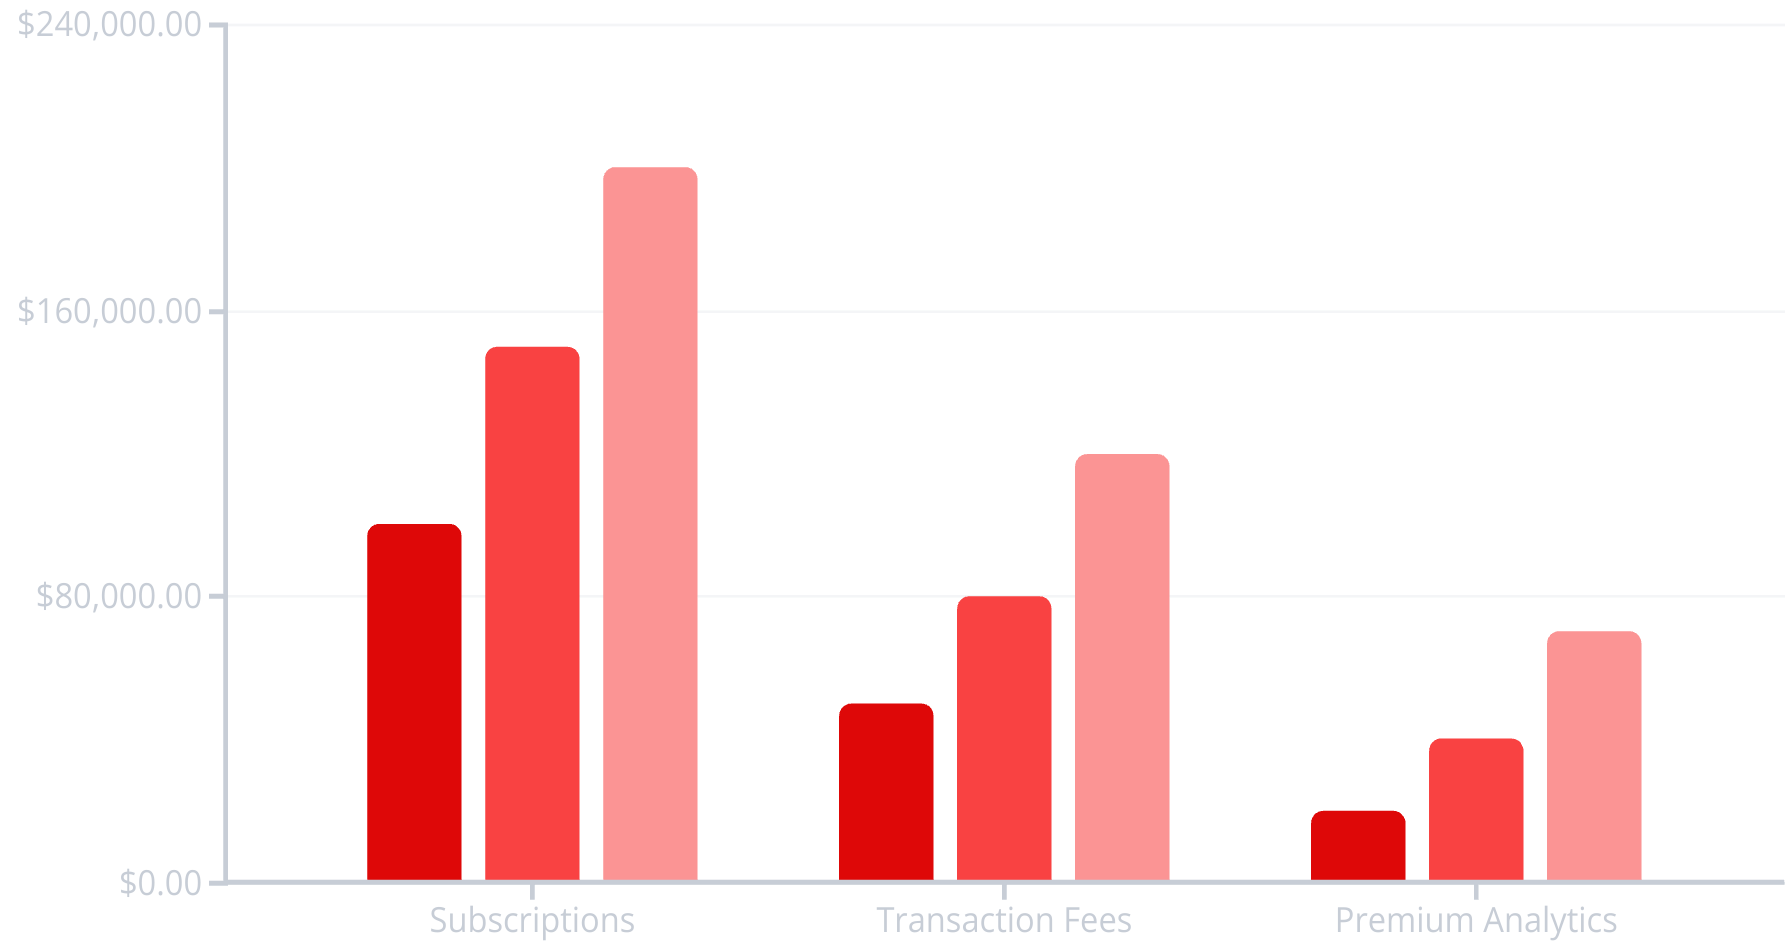 $240,000.00
$160,000.00
$80,000.00
$0.00
Subscriptions
Transaction Fees
Premium Analytics